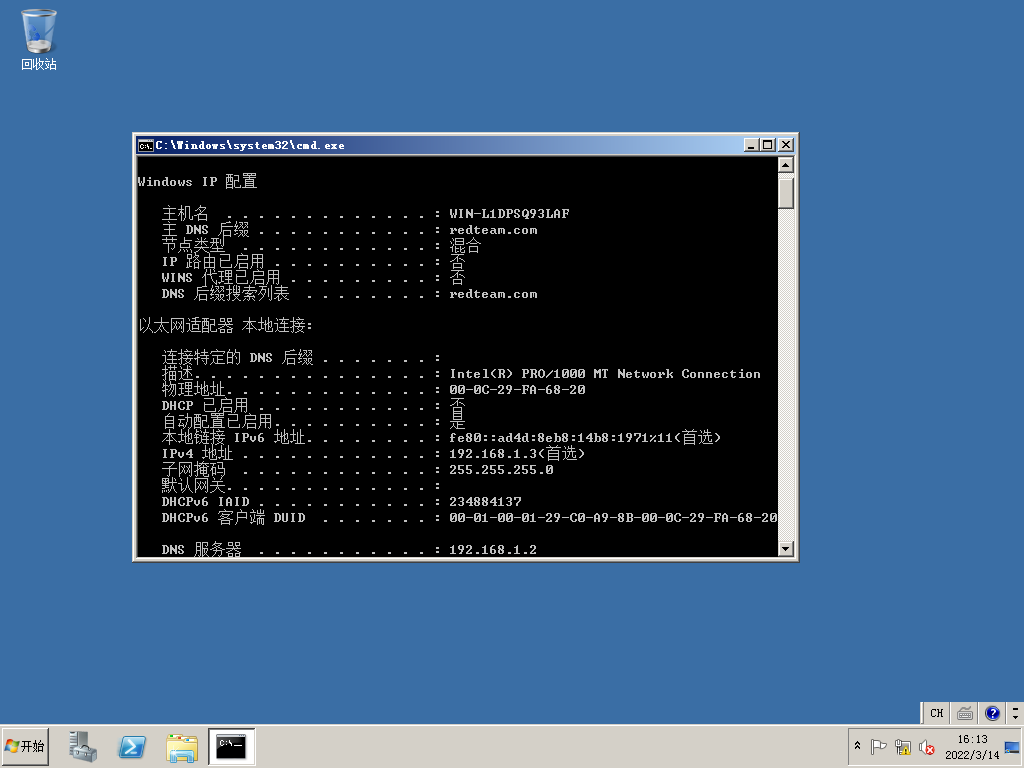 回收站
C:\Windows\system32\cmd.exe
Windows IP 配置
主机名 . . . . . . . . . . . . . : WIN-L1DPSQ93LAF
主 DNS 后缀 . . . . . . . . . . . : redteam.com
节点类型 . . . . . . . . . . . . : 混合
IP 路由已启用 . . . . . . . . . . : 否
WINS 代理已启用 . . . . . . . . . : 否
DNS 后缀搜索列表 . . . . . . . . : redteam.com
以太网适配器 本地连接:
连接特定的 DNS 后缀 . . . . . . . :
描述. . . . . . . . . . . . . . . : Intel(R) PRO/1000 MT Network Connection
物理地址. . . . . . . . . . . . . : 00-0C-29-FA-68-20
DHCP 已启用 . . . . . . . . . . . : 否
自动配置已启用. . . . . . . . . . : 是
本地链接 IPv6 地址. . . . . . . . : fe80::ad4d:8eb8:14b8:1971%11(首选)
IPv4 地址 . . . . . . . . . . . . : 192.168.1.3(首选)
子网掩码 . . . . . . . . . . . . : 255.255.255.0
默认网关. . . . . . . . . . . . . :
DHCPv6 IAID . . . . . . . . . . . : 234884137
DHCPv6 客户端 DUID . . . . . . . : 00-01-00-01-29-C0-A9-8B-00-0C-29-FA-68-20
DNS 服务器 . . . . . . . . . . . : 192.168.1.2
CH
开始
16:13
2022/3/14